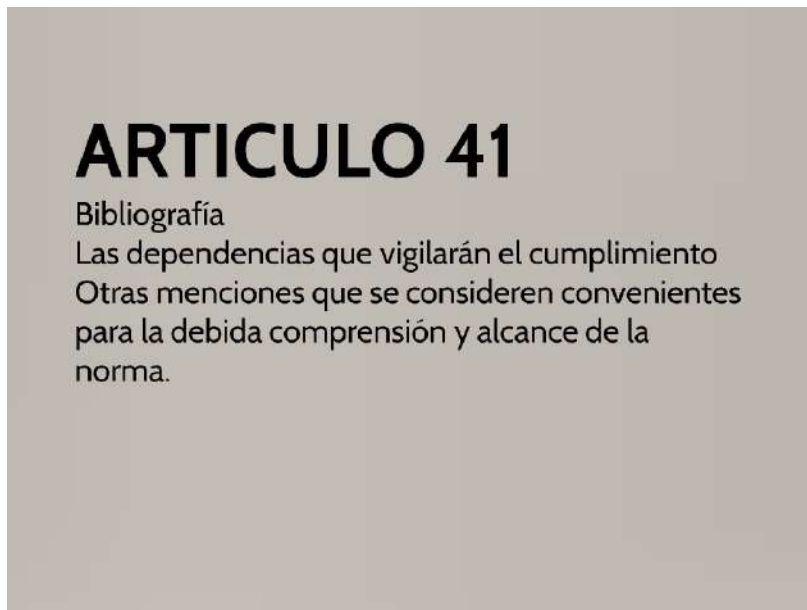 ARTICULO 41
Bibliografía
Las dependencias que vigilarán el cumplimiento
Otras menciones que se consideren convenientes
para la debida comprensión y alcance de la
norma.